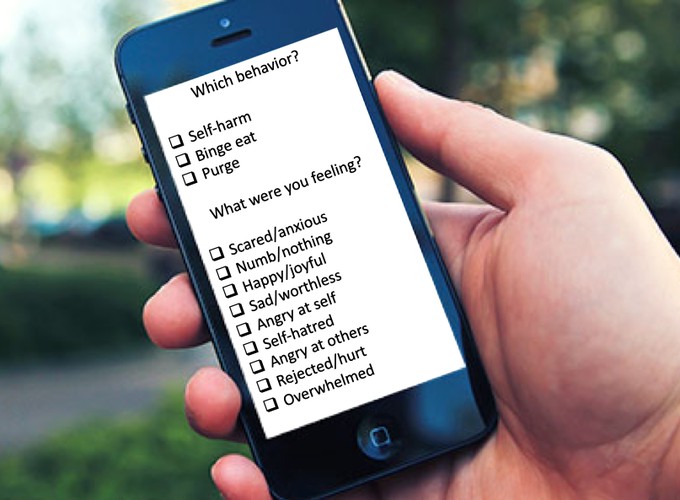 Which behavior?
Self-harm
Binge eat
Purge
What were you feeling?
Scared/anxious
Numb/nothing
Happy/joyful
Sad/worthless
Angry at self
Self-hatred
Angry at others
Rejected/hurt
Overwhelmed